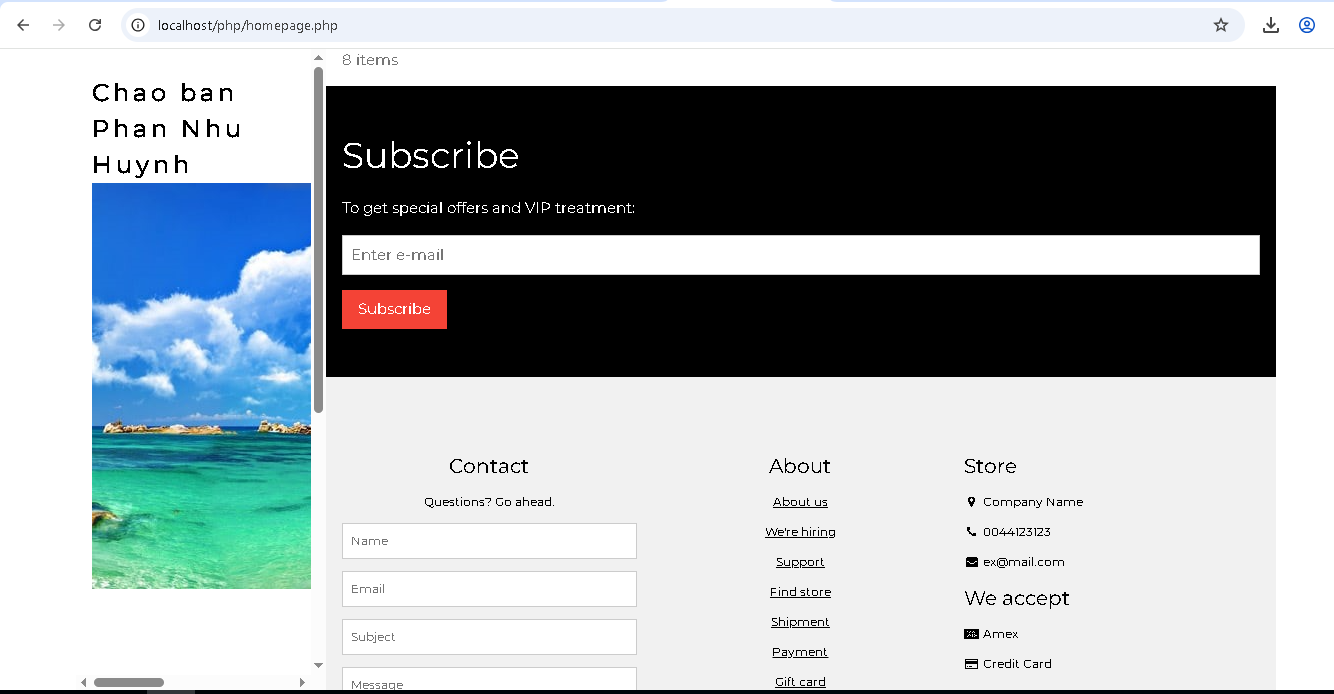 localhost/php/homepage.php
Chao ban
Phan Nhu
Huynh
8 items
Subscribe
To get special offers and VIP treatment:
Enter e-mail
Subscribe
Contact
Questions? Go ahead.
Name
Email
Subject
Message
About
About us
We're hiring
Support
Find store
Shipment
Payment
Gift card
Store
Company Name
0044123123
ex@mail.com
We accept
Amex
Credit Card